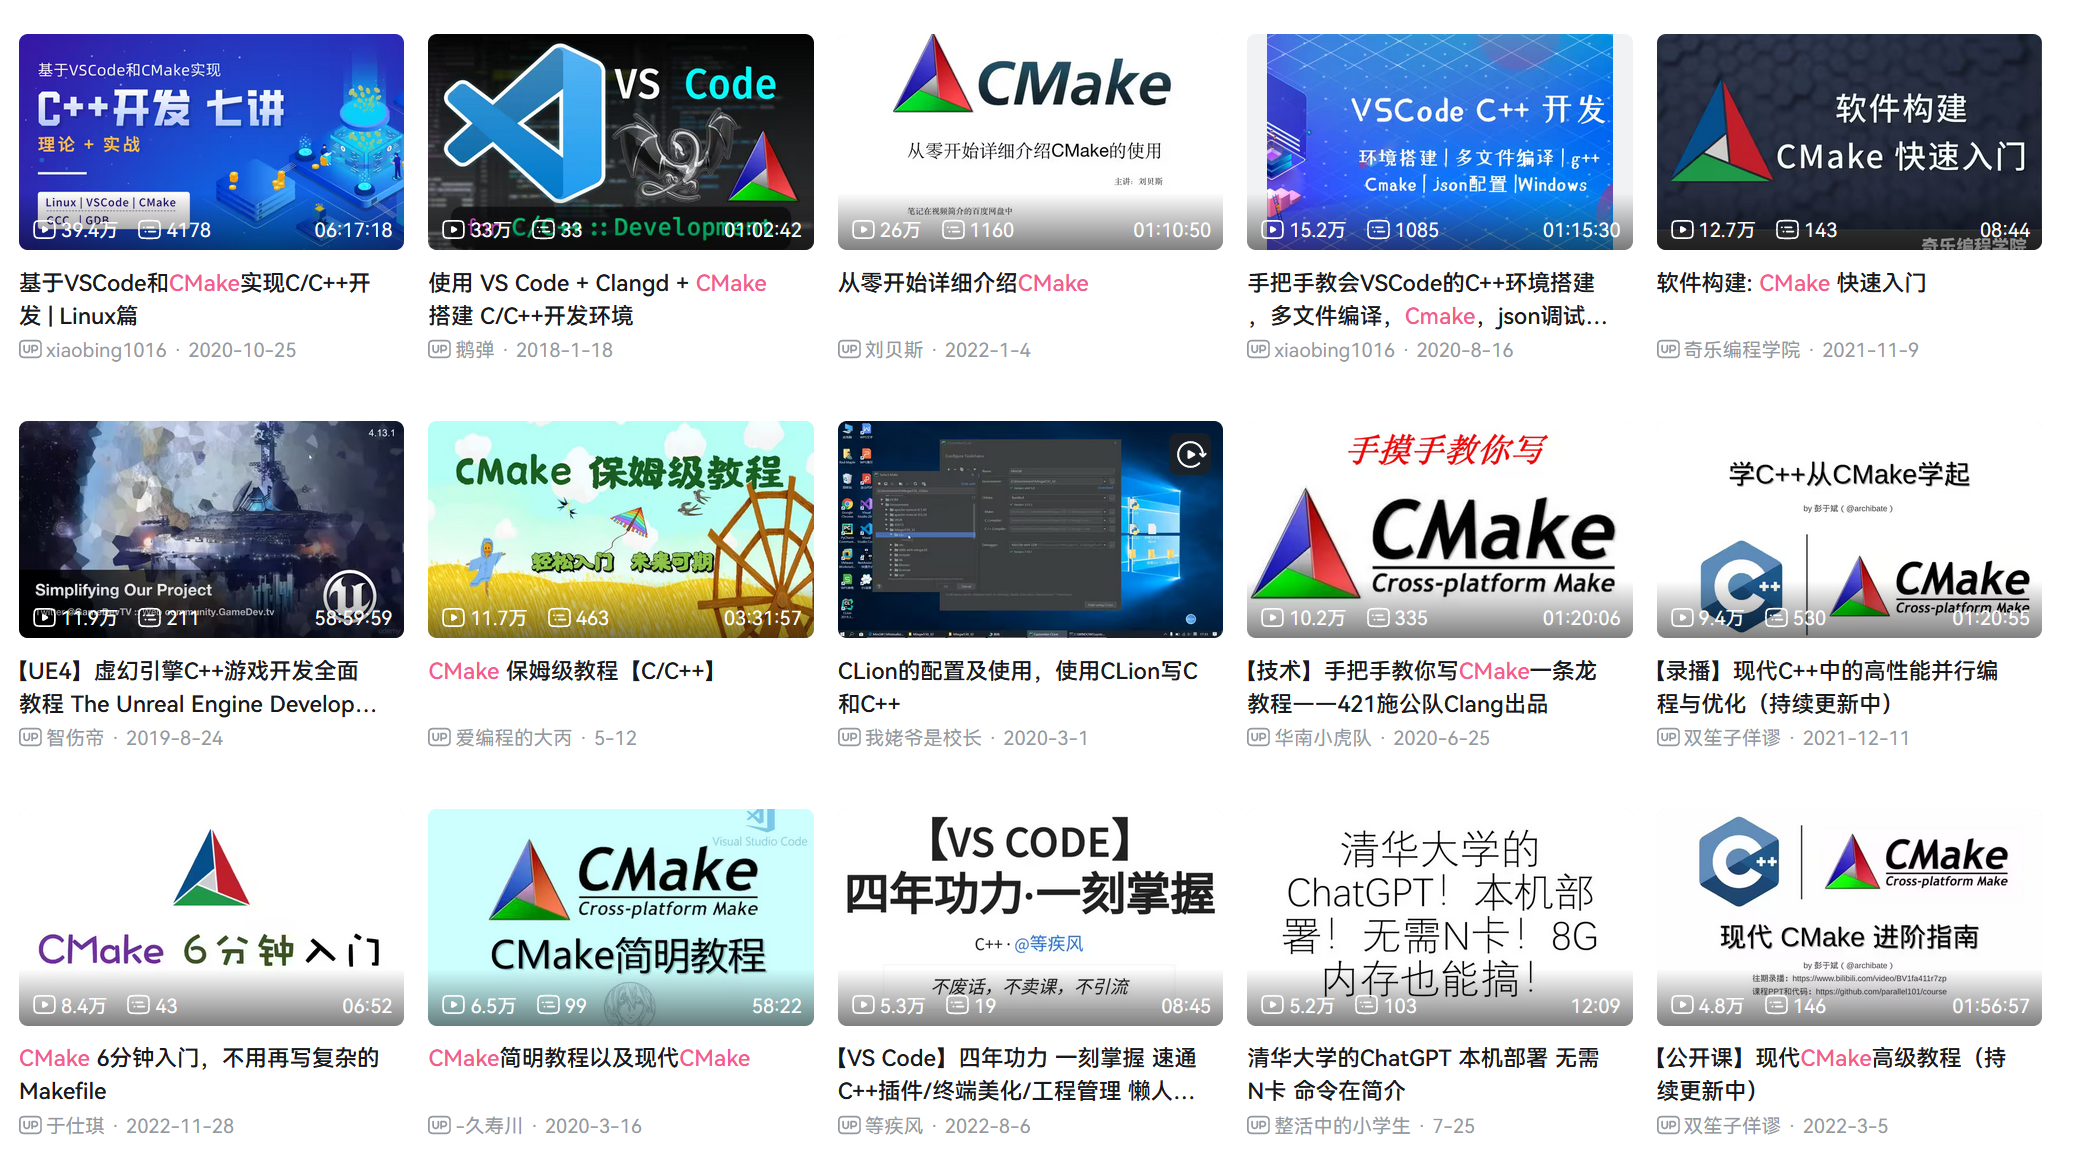 基于VSCode和CMake实现
C++开发 七讲
理论 + 实战
Linux | VSCode | CMake
GCC | GDB
39.4万 4178 06:17:18
基于VSCode和CMake实现C/C++开
发 | Linux篇
UP xiaobing1016 · 2020-10-25
VS Code
for C/C++ :: Development
33万 33 01:02:42
使用 VS Code + Clangd + CMake
搭建 C/C++开发环境
UP 鹅弹 · 2018-1-18
CMake
从零开始详细介绍CMake的使用
主讲：刘贝斯
笔记在视频简介的百度网盘中
26万 1160 01:10:50
从零开始详细介绍CMake
UP 刘贝斯 · 2022-1-4
VSCode C++ 开发
环境搭建 | 多文件编译 | g++
Cmake | json配置 |Windows
15.2万 1085 01:15:30
手把手教会VSCode的C++环境搭建
，多文件编译，Cmake，json调试...
UP xiaobing1016 · 2020-8-16
软件构建
CMake 快速入门
12.7万 143 08:44
奇乐编程学院
软件构建: CMake 快速入门
UP 奇乐编程学院 · 2021-11-9
4.13.1
Simplifying Our Project
Twitter @GameDevTV :: Web community.GameDev.tv
11.9万 211 58:59:59
【UE4】虚幻引擎C++游戏开发全面
教程 The Unreal Engine Develop...
UP 智伤帝 · 2019-8-24
CMake 保姆级教程
轻松入门 未来可期
11.7万 463 03:31:57
CMake 保姆级教程【C/C++】
UP 爱编程的大丙 · 5-12
CLion的配置及使用，使用CLion写C
和C++
UP 我姥爷是校长 · 2020-3-1
手摸手教你写
CMake
Cross-platform Make
10.2万 335 01:20:06
【技术】手把手教你写CMake一条龙
教程——421施公队Clang出品
UP 华南小虎队 · 2020-6-25
学C++从CMake学起
by 彭于斌（@archibate）
C++
CMake
Cross-platform Make
9.4万 530 01:20:55
【录播】现代C++中的高性能并行编
程与优化（持续更新中）
UP 双笙子佯谬 · 2021-12-11
CMake 6分钟入门
8.4万 43 06:52
CMake 6分钟入门，不用再写复杂的
Makefile
UP 于仕琪 · 2022-11-28
Visual Studio Code
CMake
Cross-platform Make
CMake简明教程
6.5万 99 58:22
CMake简明教程以及现代CMake
UP -久寿川 · 2020-3-16
【VS CODE】
四年功力·一刻掌握
C++ · @等疾风
不废话，不卖课，不引流
5.3万 19 08:45
【VS Code】四年功力 一刻掌握 速通
C++插件/终端美化/工程管理 懒人...
UP 等疾风 · 2022-8-6
清华大学的
ChatGPT！本机部
署！无需N卡！8G
内存也能搞！
5.2万 103 12:09
清华大学的ChatGPT 本机部署 无需
N卡 命令在简介
UP 整活中的小学生 · 7-25
C++
CMake
Cross-platform Make
现代 CMake 进阶指南
by 彭于斌（@archibate）
往期录播：https://www.bilibili.com/video/BV1fa411r7zp
课程PPT和代码：https://github.com/parallel101/course
4.8万 146 01:56:57
【公开课】现代CMake高级教程（持
续更新中）
UP 双笙子佯谬 · 2022-3-5